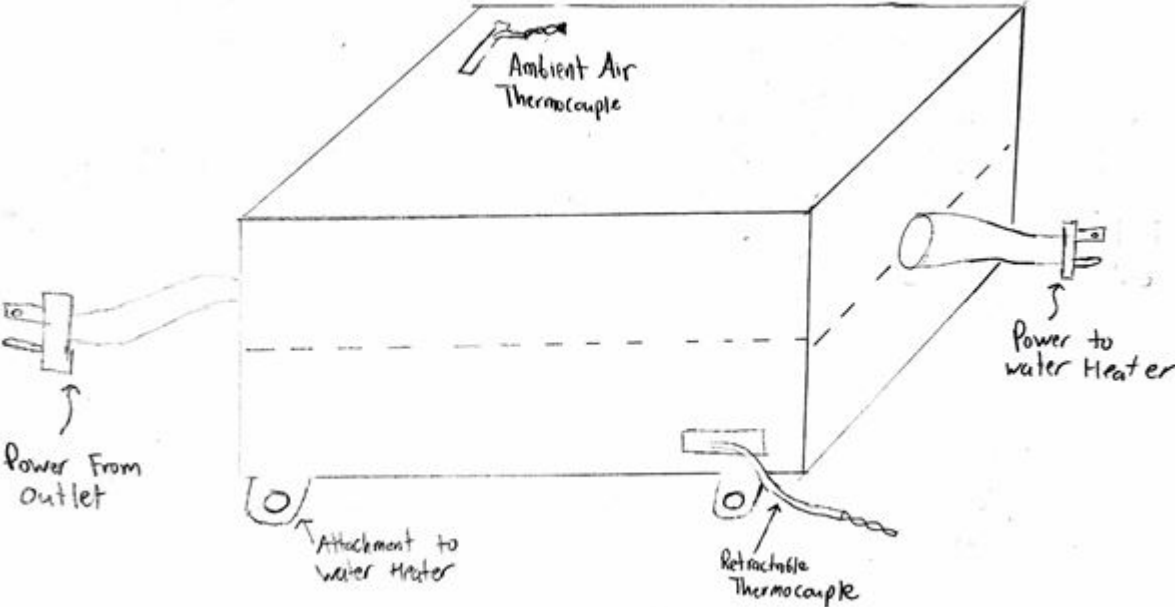 Ambient Air
Thermocouple
Power to
water Heater
Power From
Outlet
Attachment to
water Heater
Retractable
Thermocouple